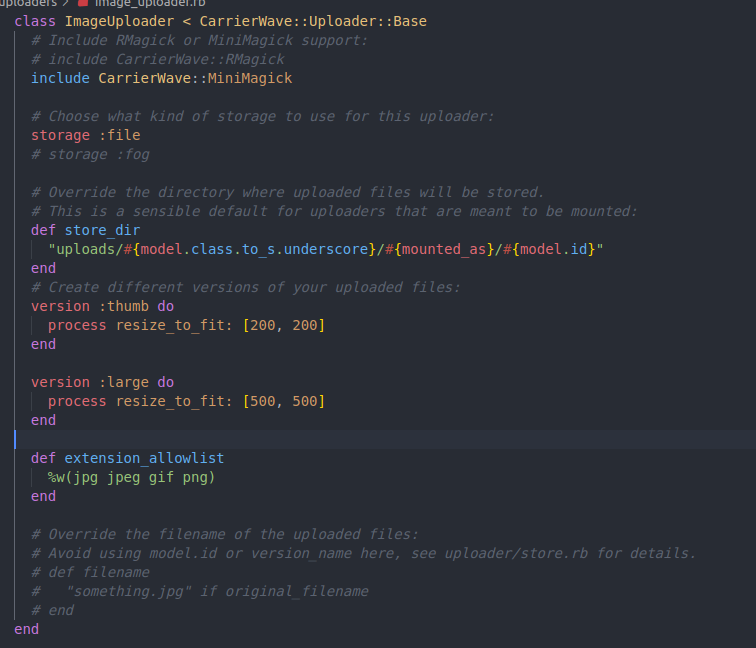 uploaders > image_uploader.rb
class ImageUploader < CarrierWave::Uploader::Base
# Include RMagick or MiniMagick support:
# include CarrierWave::RMagick
include CarrierWave::MiniMagick
# Choose what kind of storage to use for this uploader:
storage :file
# storage :fog
# Override the directory where uploaded files will be stored.
# This is a sensible default for uploaders that are meant to be mounted:
def store_dir
"uploads/#{model.class.to_s.underscore}/#{mounted_as}/#{model.id}"
end
# Create different versions of your uploaded files:
version :thumb do
process resize_to_fit: [200, 200]
end
version :large do
process resize_to_fit: [500, 500]
end
def extension_allowlist
%w(jpg jpeg gif png)
end
# Override the filename of the uploaded files:
# Avoid using model.id or version_name here, see uploader/store.rb for details.
# def filename
#   "something.jpg" if original_filename
# end
end